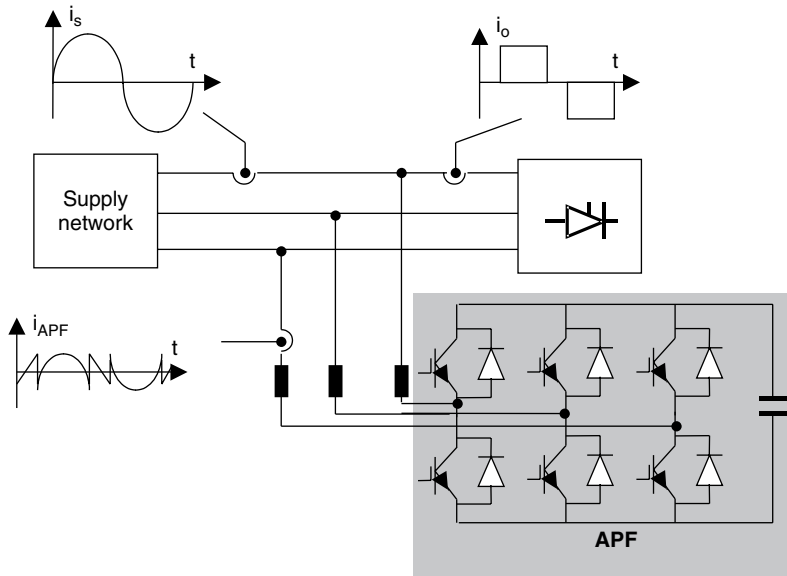 i_s
t
i_o
t
Supply
network
i_APF
t
APF